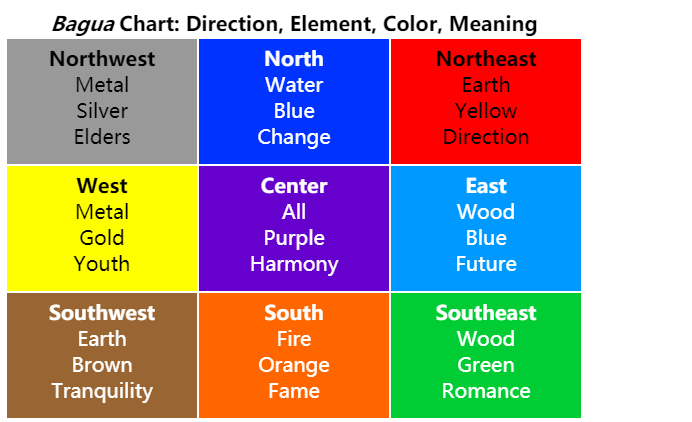 Bagua Chart: Direction, Element, Color, Meaning
Northwest
Metal
Silver
Elders
North
Water
Blue
Change
Northeast
Earth
Yellow
Direction
West
Metal
Gold
Youth
Center
All
Purple
Harmony
East
Wood
Blue
Future
Southwest
Earth
Brown
Tranquility
South
Fire
Orange
Fame
Southeast
Wood
Green
Romance